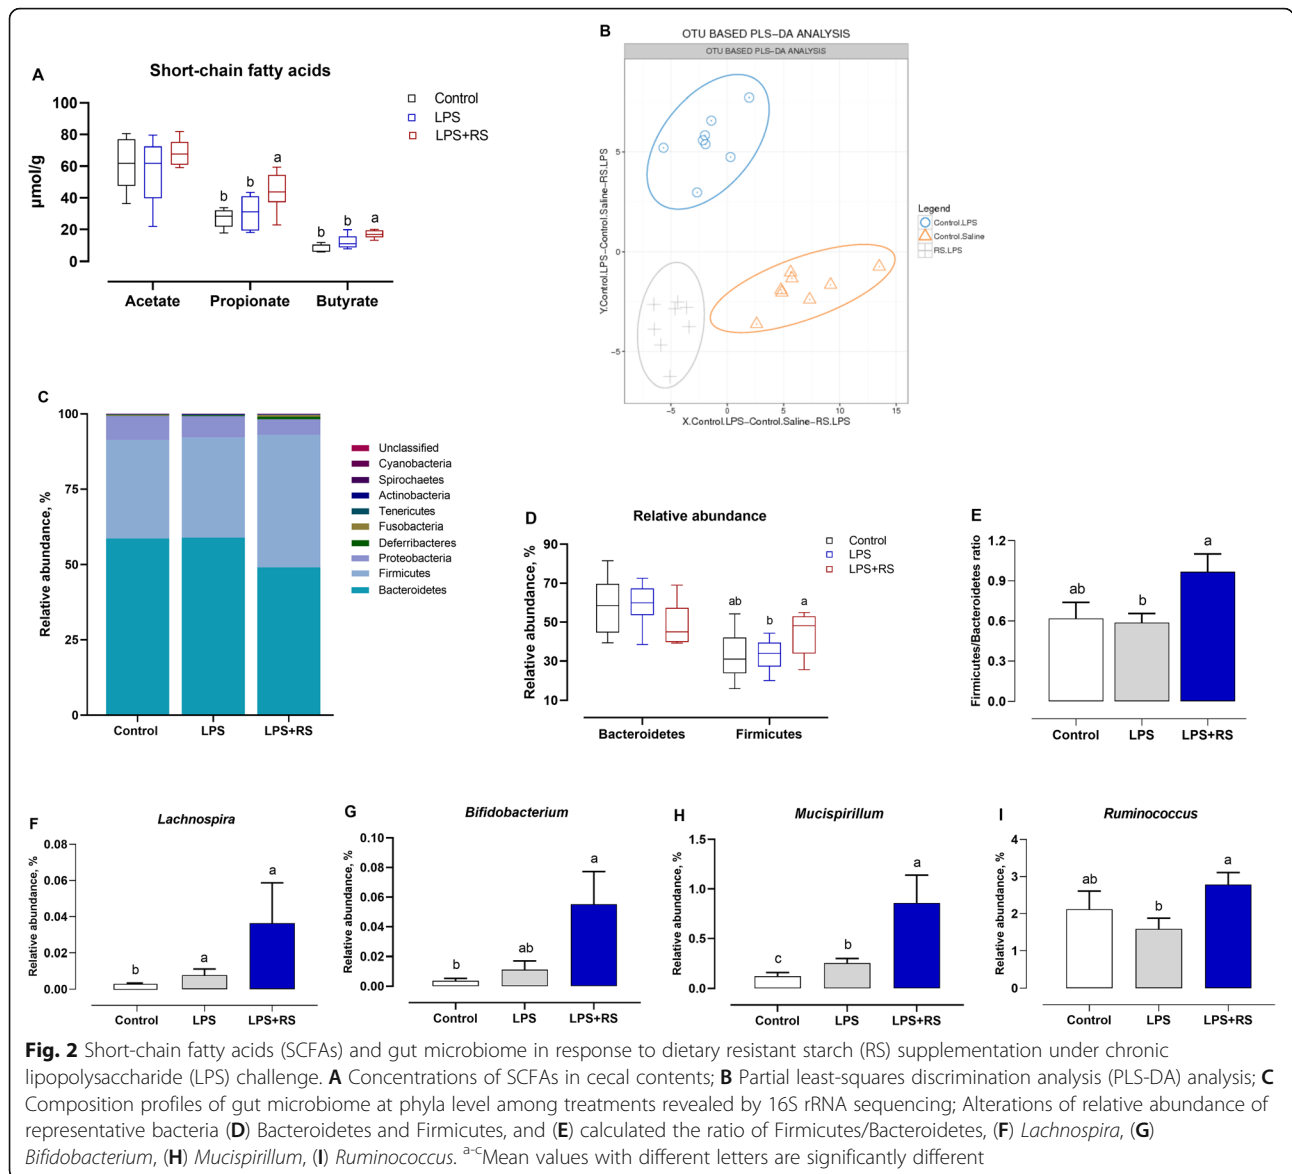 A
Short-chain fatty acids
Control
LPS
LPS+RS
µmol/g
100
80
60
40
20
0
b
b
a
b
b
a
Acetate
Propionate
Butyrate
B
OTU BASED PLS−DA ANALYSIS
OTU BASED PLS−DA ANALYSIS
Y.Control.LPS−Control.Saline−RS.LPS
5
0
−5
−5
0
5
10
15
X.Control.LPS−Control.Saline−RS.LPS
Legend
Control.LPS
Control.Saline
RS.LPS
C
Relative abundance, %
100
75
50
25
0
Control
LPS
LPS+RS
Unclassified
Cyanobacteria
Spirochaetes
Actinobacteria
Tenericutes
Fusobacteria
Deferribacteres
Proteobacteria
Firmicutes
Bacteroidetes
D
Relative abundance
Control
LPS
LPS+RS
Relative abundance, %
90
70
50
30
10
ab
b
a
Bacteroidetes
Firmicutes
E
Firmicutes/Bacteroidetes ratio
1.2
0.9
0.6
0.3
0.0
ab
b
a
Control
LPS
LPS+RS
F
Lachnospira
Relative abundance, %
0.08
0.06
0.04
0.02
0.00
b
a
a
Control
LPS
LPS+RS
G
Bifidobacterium
Relative abundance, %
0.10
0.08
0.06
0.04
0.02
0.00
b
ab
a
Control
LPS
LPS+RS
H
Mucispirillum
Relative abundance, %
1.5
1.0
0.5
0.0
c
b
a
Control
LPS
LPS+RS
I
Ruminococcus
Relative abundance, %
4
3
2
1
0
ab
b
a
Control
LPS
LPS+RS
Fig. 2 Short-chain fatty acids (SCFAs) and gut microbiome in response to dietary resistant starch (RS) supplementation under chronic
lipopolysaccharide (LPS) challenge. A Concentrations of SCFAs in cecal contents; B Partial least-squares discrimination analysis (PLS-DA) analysis; C
Composition profiles of gut microbiome at phyla level among treatments revealed by 16S rRNA sequencing; Alterations of relative abundance of
representative bacteria (D) Bacteroidetes and Firmicutes, and (E) calculated the ratio of Firmicutes/Bacteroidetes, (F) Lachnospira, (G)
Bifidobacterium, (H) Mucispirillum, (I) Ruminococcus. a-cMean values with different letters are significantly different